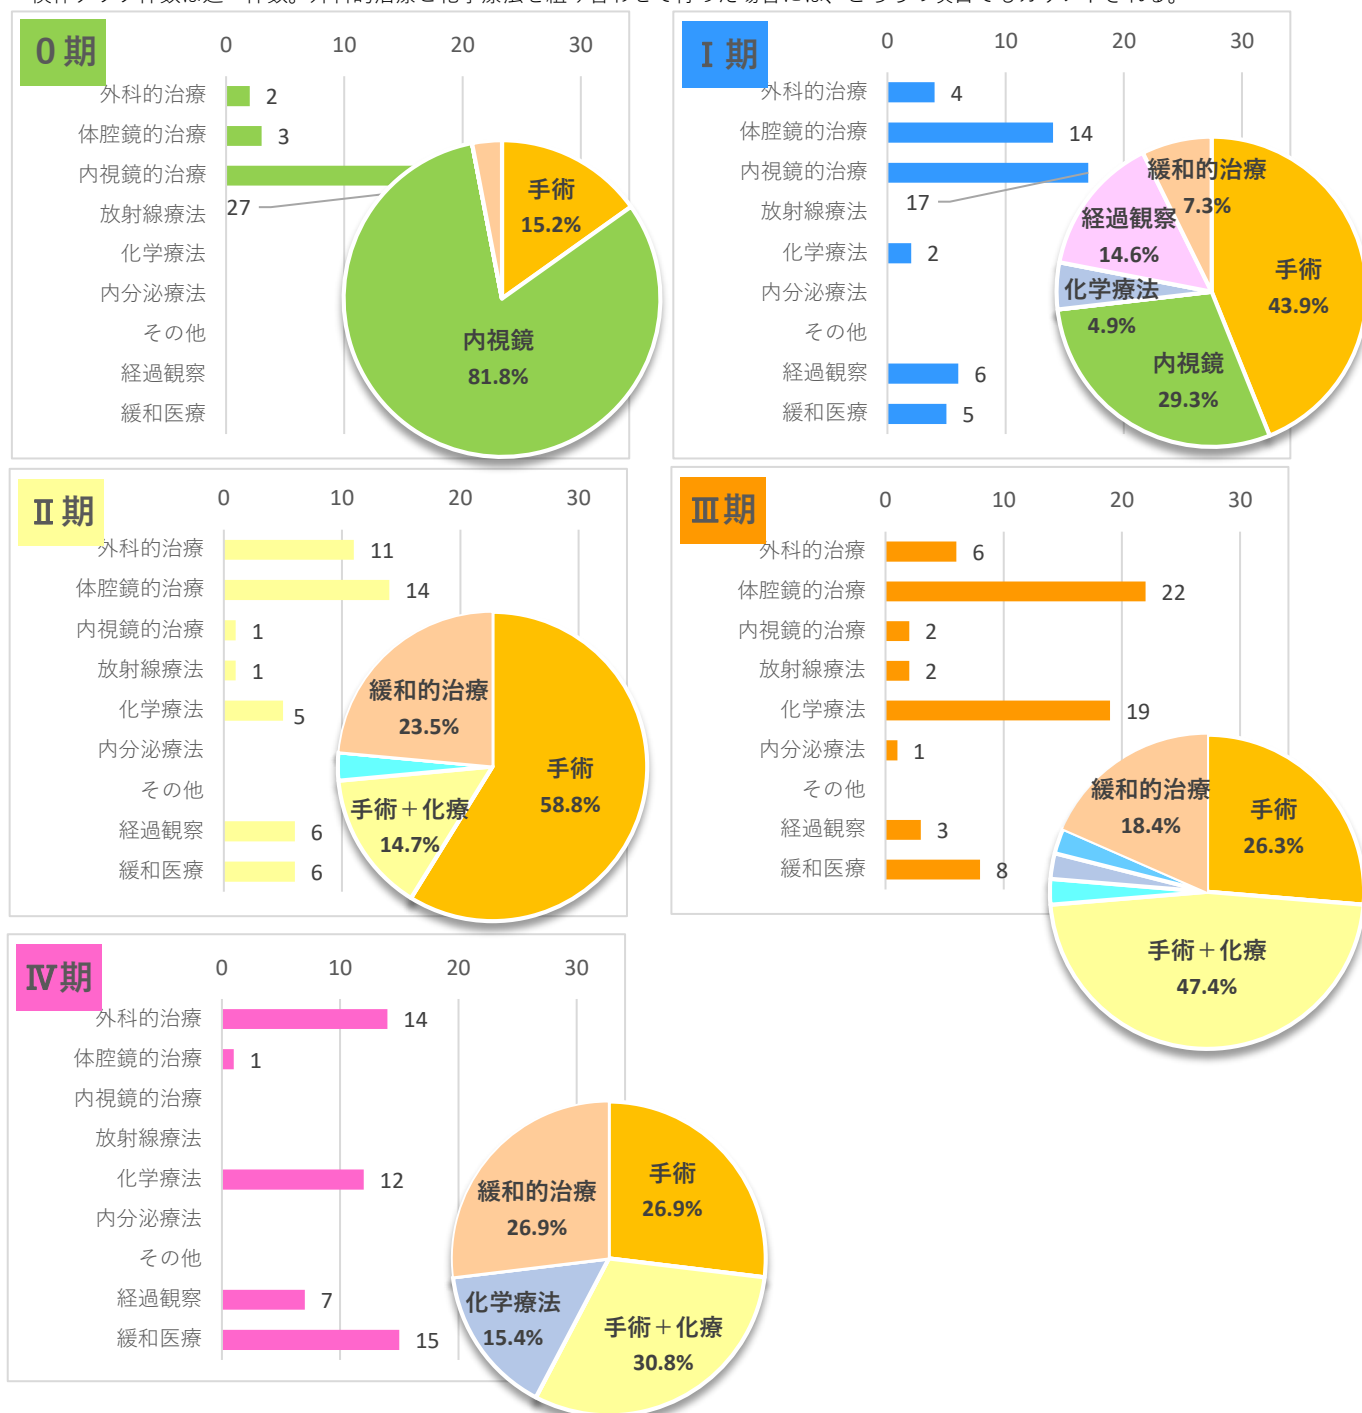 0期
0 10 20 30
外科的治療 2
体腔鏡的治療 3
内視鏡的治療
27
放射線療法
化学療法
内分泌療法
その他
経過観察
緩和医療
手術
15.2%
内視鏡
81.8%
Ⅰ期
0 10 20 30
外科的治療 4
体腔鏡的治療 14
内視鏡的治療
17
放射線療法
化学療法 2
内分泌療法
その他
経過観察 6
緩和医療 5
緩和的治療
7.3%
経過観察
14.6%
化学療法
4.9%
手術
43.9%
内視鏡
29.3%
Ⅱ期
0 10 20 30
外科的治療 11
体腔鏡的治療 14
内視鏡的治療 1
放射線療法 1
化学療法 5
内分泌療法
その他
経過観察 6
緩和医療 6
緩和的治療
23.5%
手術
58.8%
手術＋化療
14.7%
Ⅲ期
0 10 20 30
外科的治療 6
体腔鏡的治療 22
内視鏡的治療 2
放射線療法 2
化学療法 19
内分泌療法 1
その他
経過観察 3
緩和医療 8
緩和的治療
18.4%
手術
26.3%
手術＋化療
47.4%
Ⅳ期
0 10 20 30
外科的治療 14
体腔鏡的治療 1
内視鏡的治療
放射線療法
化学療法 12
内分泌療法
その他
経過観察 7
緩和医療 15
緩和的治療
26.9%
手術
26.9%
化学療法
15.4%
手術＋化療
30.8%